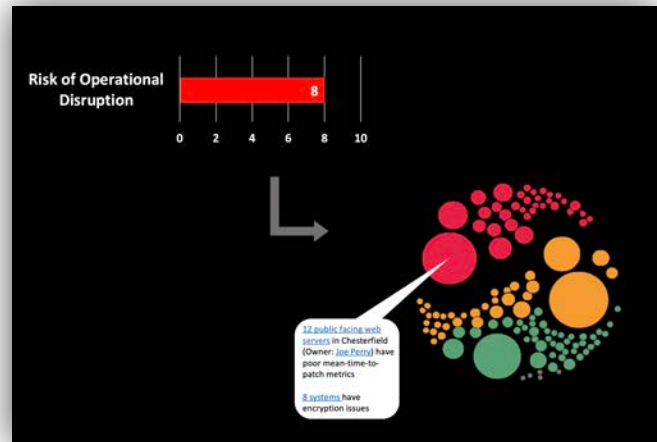 Risk of Operational
Disruption
8
0 2 4 6 8 10
12 public facing web
servers in Chesterfield
(Owner: Joe Perry) have
poor mean-time-to-
patch metrics
8 systems have
encryption issues